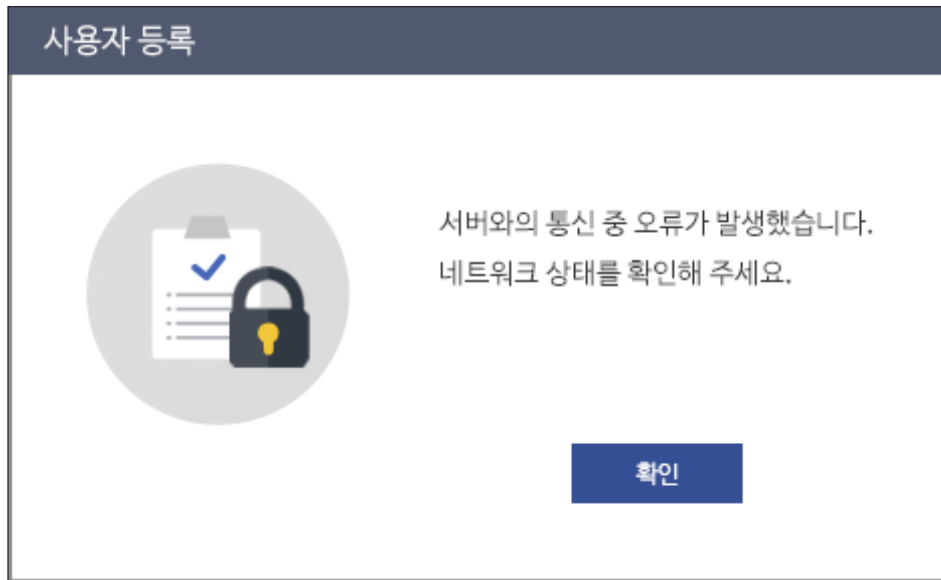 사용자 등록
서버와의 통신 중 오류가 발생했습니다.
네트워크 상태를 확인해 주세요.
확인